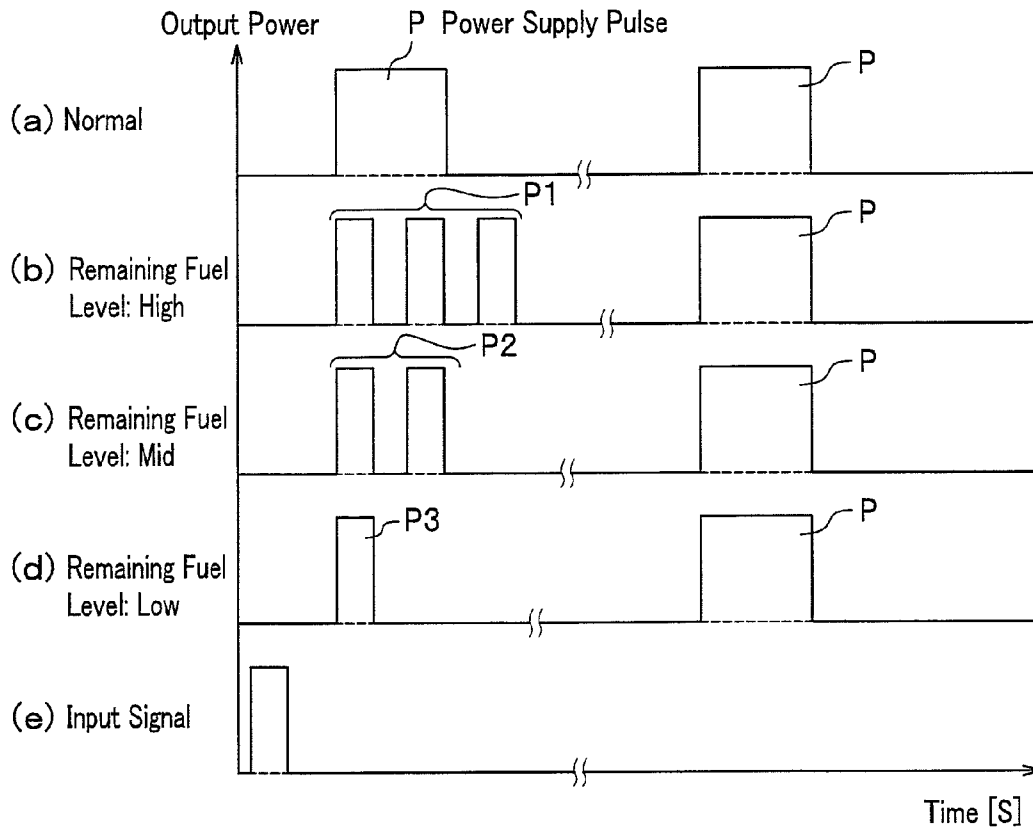 Output Power
P Power Supply Pulse
P
(a) Normal
P1
P
(b) Remaining Fuel
Level: High
P2
P
(c) Remaining Fuel
Level: Mid
P3
P
(d) Remaining Fuel
Level: Low
(e) Input Signal
Time [S]